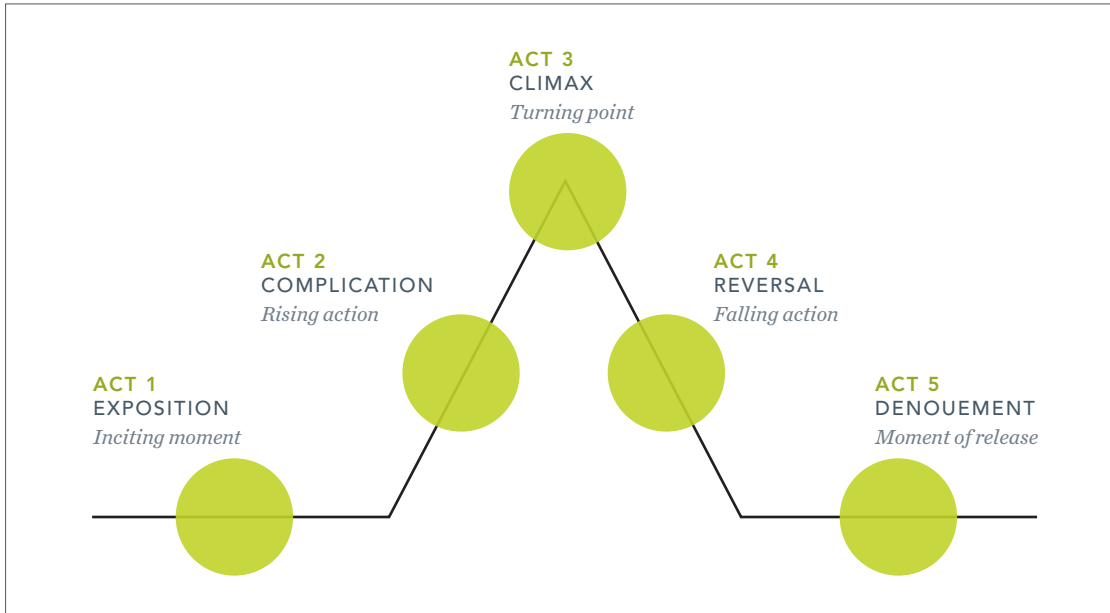 ACT 1
EXPOSITION
Inciting moment
ACT 2
COMPLICATION
Rising action
ACT 3
CLIMAX
Turning point
ACT 4
REVERSAL
Falling action
ACT 5
DENOUEMENT
Moment of release